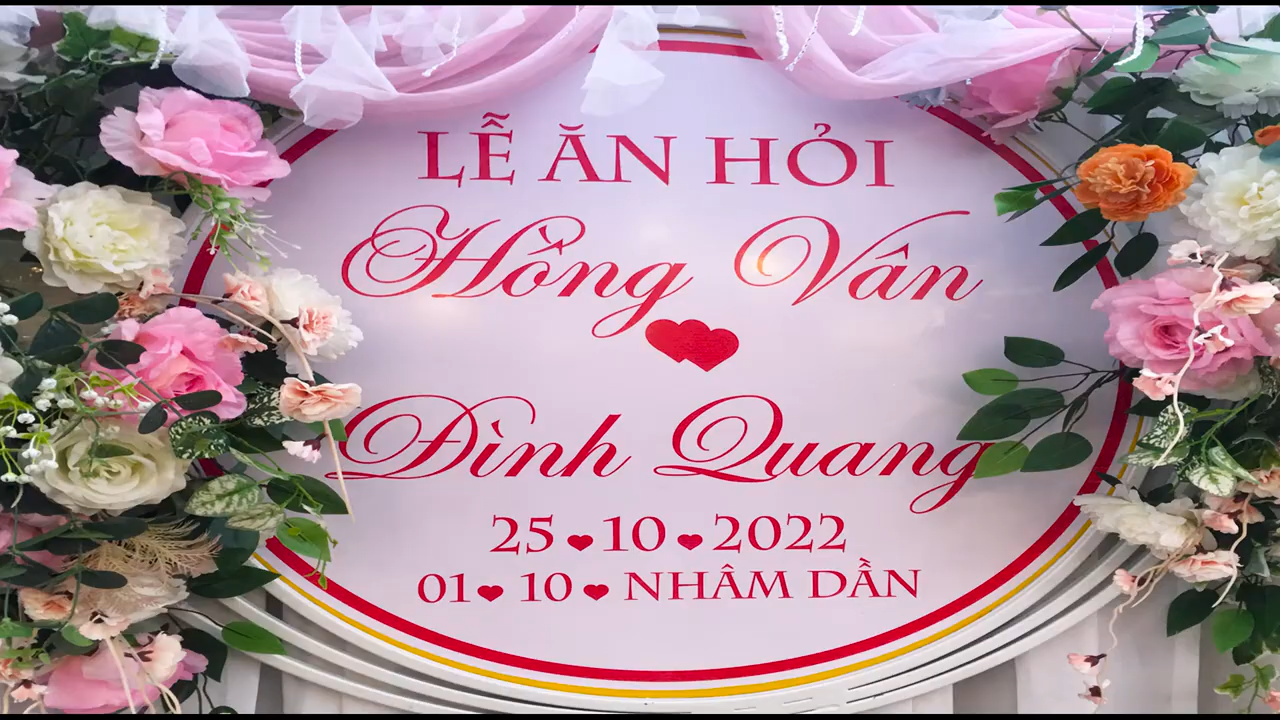 LỄ ĂN HỎI
Hồng Vân
Đình Quang
25 ♥ 10 ♥ 2022
01 ♥ 10 ♥ NHÂM DẦN